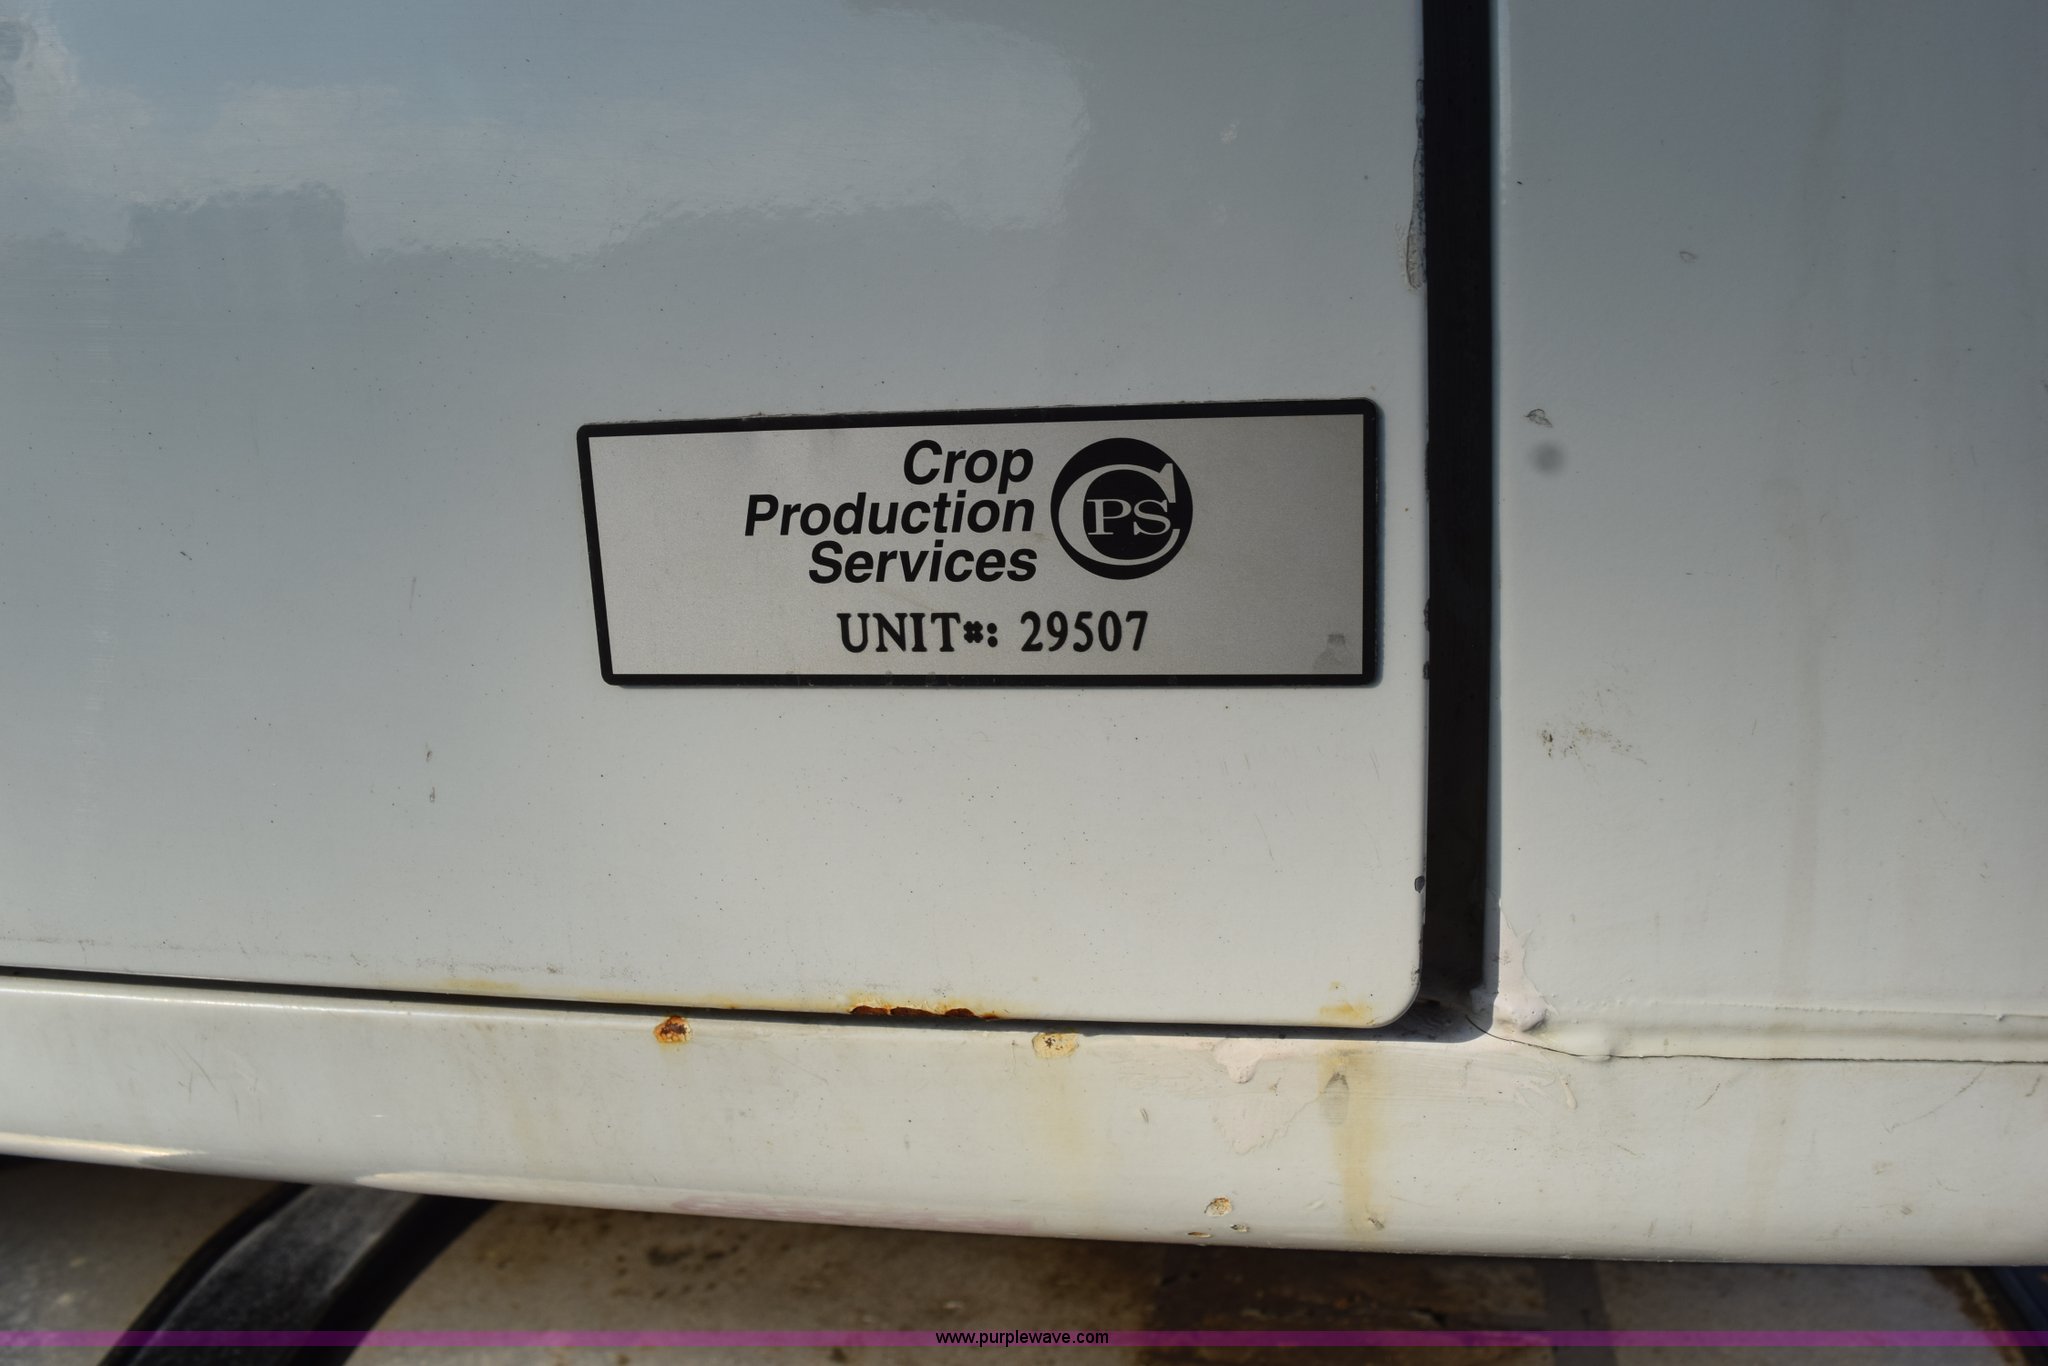 Crop
Production
Services
CPS
UNIT#: 29507
www.purplewave.com